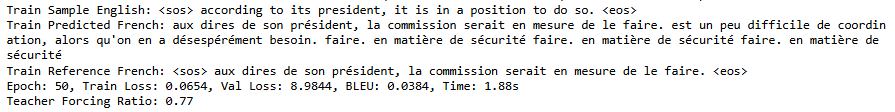 Train Sample English: <sos> according to its president, it is in a position to do so. <eos>
Train Predicted French: aux dires de son président, la commission serait en mesure de le faire. est un peu difficile de coordin
ation, alors qu'on en a désespérément besoin. faire. en matière de sécurité faire. en matière de sécurité faire. en matière de
sécurité
Train Reference French: <sos> aux dires de son président, la commission serait en mesure de le faire. <eos>
Epoch: 50, Train Loss: 0.0654, Val Loss: 8.9844, BLEU: 0.0384, Time: 1.88s
Teacher Forcing Ratio: 0.77